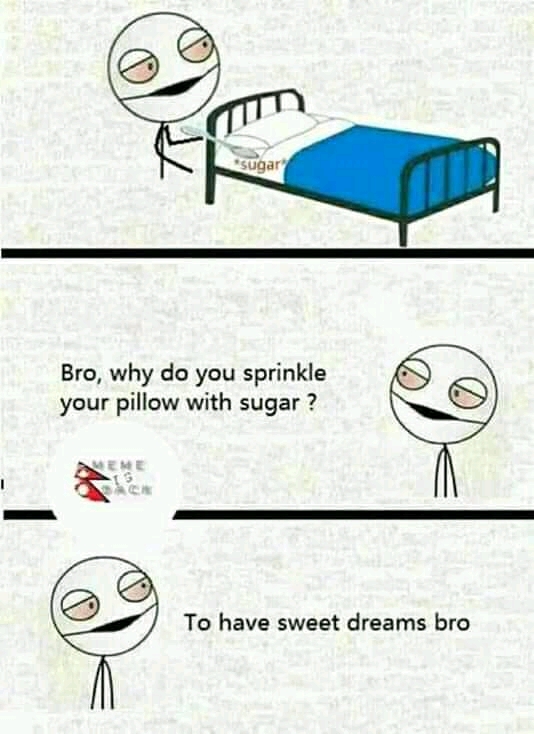 *sugar*
Bro, why do you sprinkle
your pillow with sugar ?
MEME
IS
BACK
To have sweet dreams bro